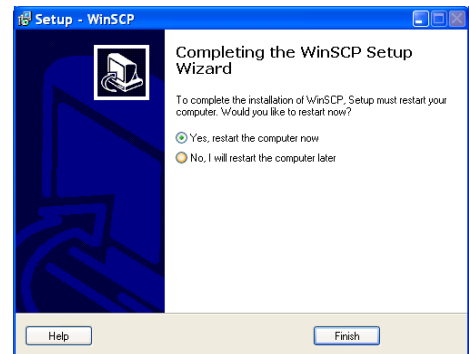 Setup - WinSCP
Completing the WinSCP Setup
Wizard
To complete the installation of WinSCP, Setup must restart your
computer. Would you like to restart now?
Yes, restart the computer now
No, I will restart the computer later
Help
Finish